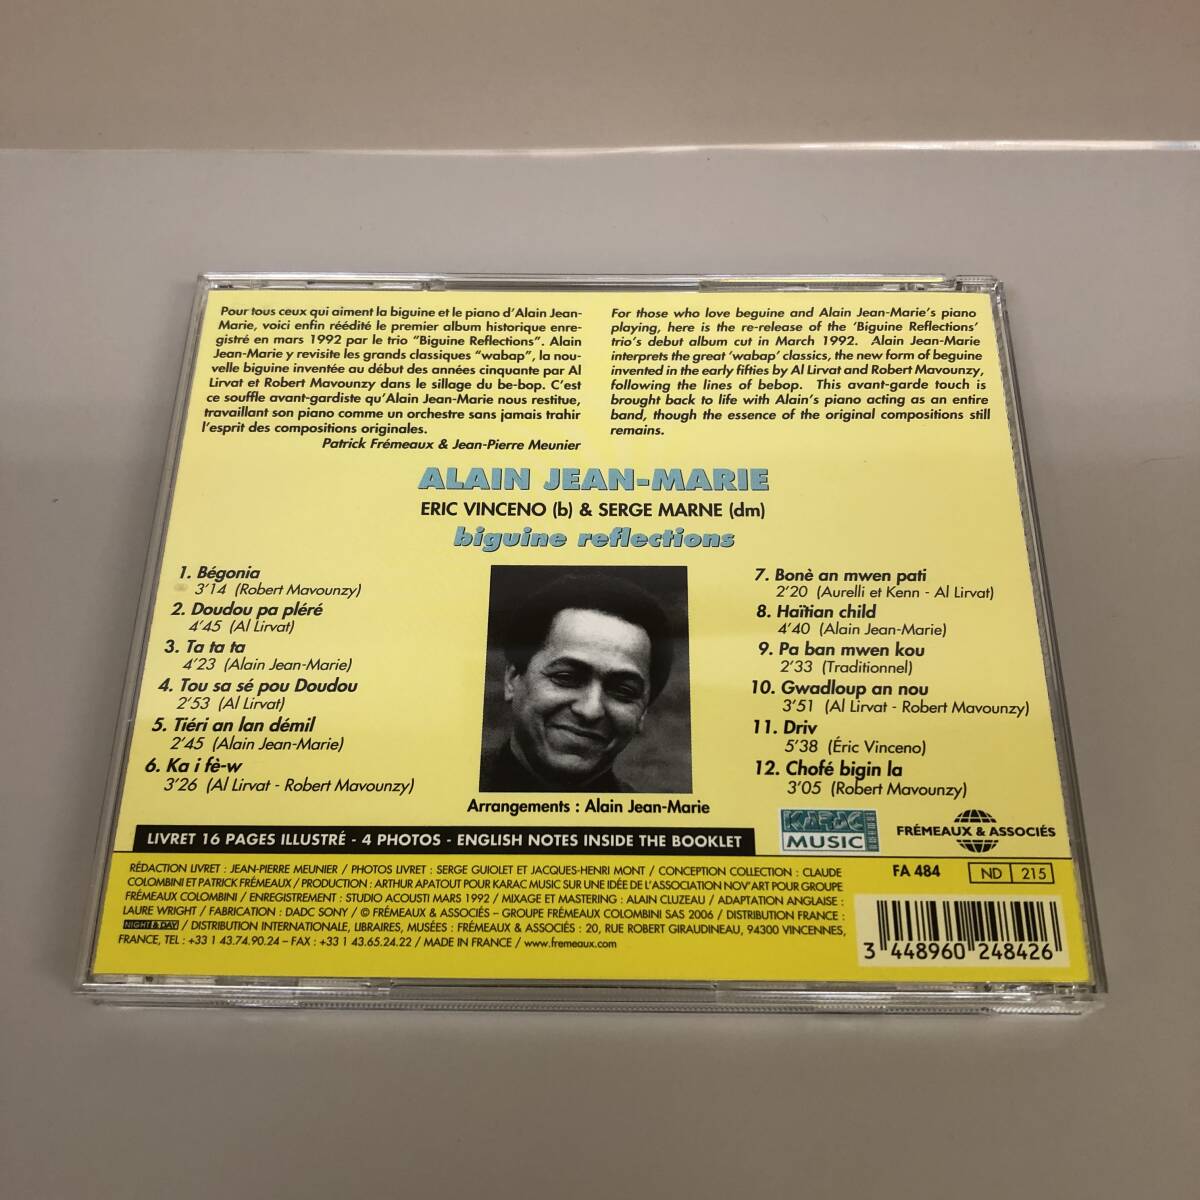 Pour tous ceux qui aiment la biguine et le piano d'Alain Jean-
Marie, voici enfin réédité le premier album historique enre-
gistré en mars 1992 par le trio "Biguine Reflections". Alain
Jean-Marie y revisite les grands classiques "wabap", la nou-
velle biguine inventée au début des années cinquante par Al
Lirvat et Robert Mavounzy dans le sillage du be-bop. C'est
ce souffle avant-gardiste qu'Alain Jean-Marie nous restitue,
travaillant son piano comme un orchestre sans jamais trahir
l'esprit des compositions originales.
Patrick Frémeaux & Jean-Pierre Meunier
For those who love beguine and Alain Jean-Marie's piano
playing, here is the re-release of the 'Biguine Reflections'
trio's debut album cut in March 1992. Alain Jean-Marie
interprets the great 'wabap' classics, the new form of beguine
invented in the early fifties by Al Lirvat and Robert Mavounzy,
following the lines of bebop. This avant-garde touch is
brought back to life with Alain's piano acting as an entire
band, though the essence of the original compositions still
remains.
ALAIN JEAN-MARIE
ERIC VINCENO (b) & SERGE MARNE (dm)
biguine reflections
1. Bégonia
3'14 (Robert Mavounzy)
2. Doudou pa pléré
4'45 (Al Lirvat)
3. Ta ta ta
4'23 (Alain Jean-Marie)
4. Tou sa sé pou Doudou
2'53 (Al Lirvat)
5. Tiéri an lan démil
2'45 (Alain Jean-Marie)
6. Ka i fè-w
3'26 (Al Lirvat - Robert Mavounzy)
7. Bonè an mwen pati
2'20 (Aurelli et Kenn - Al Lirvat)
8. Haïtian child
4'40 (Alain Jean-Marie)
9. Pa ban mwen kou
2'33 (Traditionnel)
10. Gwadloup an nou
3'51 (Al Lirvat - Robert Mavounzy)
11. Driv
5'38 (Éric Vinceno)
12. Chofé bigin la
3'05 (Robert Mavounzy)
Arrangements : Alain Jean-Marie
LIVRET 16 PAGES ILLUSTRÉ - 4 PHOTOS - ENGLISH NOTES INSIDE THE BOOKLET
KARAC
MUSIC
FRÉMEAUX & ASSOCIÉS
RÉDACTION LIVRET : JEAN-PIERRE MEUNIER / PHOTOS LIVRET : SERGE GUIOLET ET JACQUES-HENRI MONT / CONCEPTION COLLECTION : CLAUDE
COLOMBINI ET PATRICK FRÉMEAUX / PRODUCTION : ARTHUR APATOUT POUR KARAC MUSIC SUR UNE IDÉE DE L'ASSOCIATION NOV'ART POUR GROUPE
FRÉMEAUX COLOMBINI / ENREGISTREMENT : STUDIO ACOUSTI MARS 1992 / MIXAGE ET MASTERING : ALAIN CLUZEAU / ADAPTATION ANGLAISE :
LAURE WRIGHT / FABRICATION : DADC SONY / © FRÉMEAUX & ASSOCIÉS – GROUPE FRÉMEAUX COLOMBINI SAS 2006 / DISTRIBUTION FRANCE :
NIGHT & DAY / DISTRIBUTION INTERNATIONALE, LIBRAIRES, MUSÉES : FRÉMEAUX & ASSOCIÉS : 20, RUE ROBERT GIRAUDINEAU, 94300 VINCENNES,
FRANCE, TEL : +33 1 43.74.90.24 – FAX : +33 1 43.65.24.22 / MADE IN FRANCE / www.fremeaux.com
FA 484
ND 215
3 448960 248426